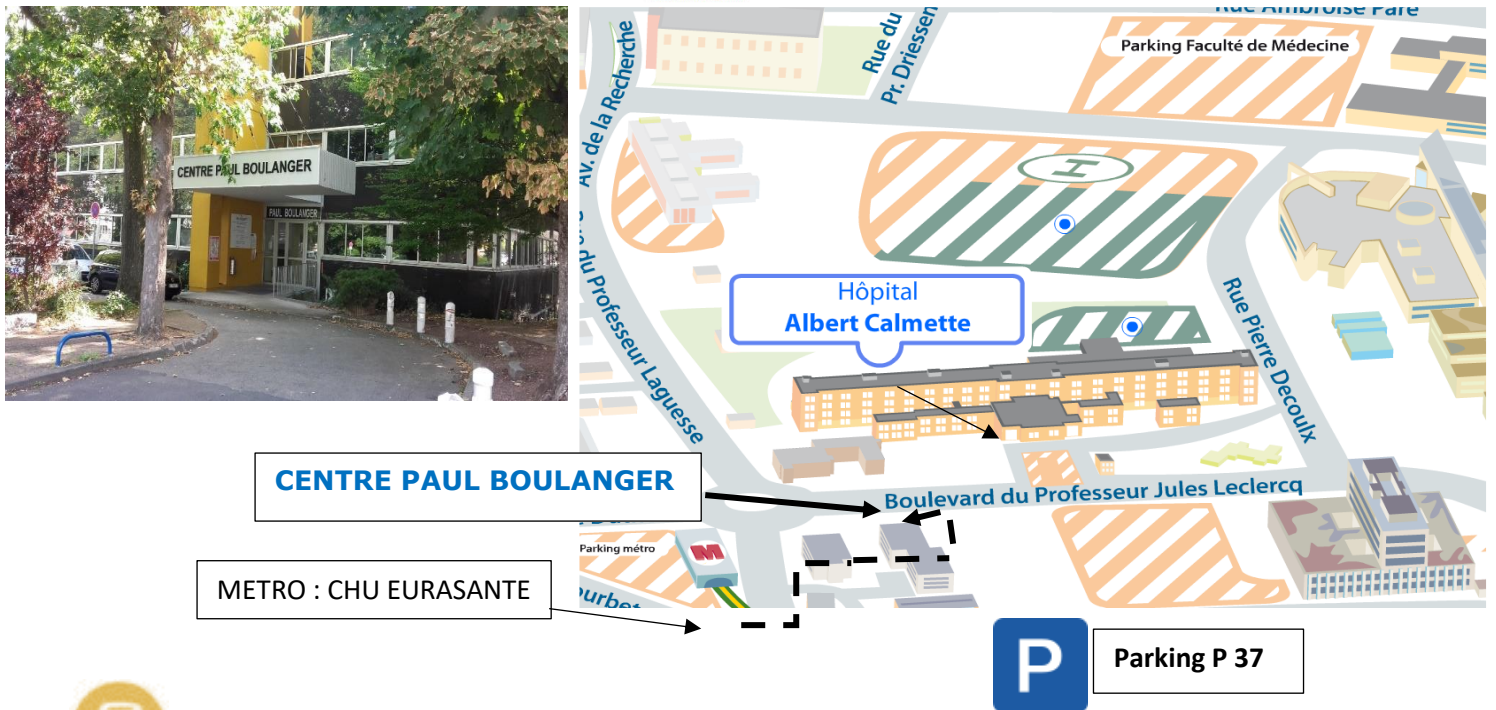 CENTRE PAUL BOULANGER
PAUL BOULANGER
Rue Ambroise Paré
Rue du
Pr. Driessen
Parking Faculté de Médecine
Av. de la Recherche
H
du Professeur Laguesse
Hôpital
Albert Calmette
Rue Pierre Decoulx
CENTRE PAUL BOULANGER
Boulevard du Professeur Jules Leclercq
Parking métro
M
METRO : CHU EURASANTE
P
Parking P 37